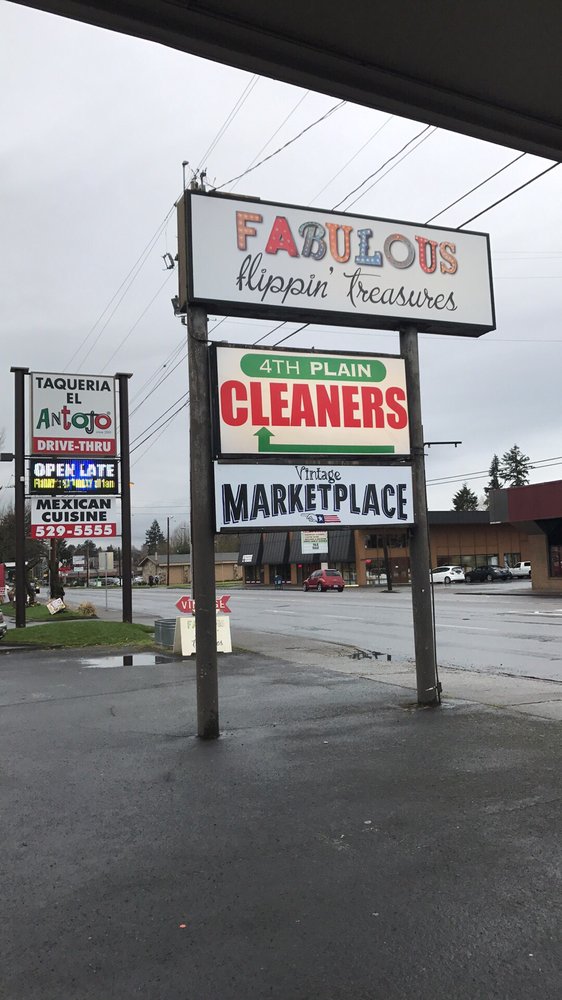 FABULOUS
flippin' treasures
4TH PLAIN
CLEANERS
Vintage
MARKETPLACE
TAQUERIA
EL
Antojo
DRIVE-THRU
OPEN LATE
MEXICAN
CUISINE
529-5555
VINTAGE